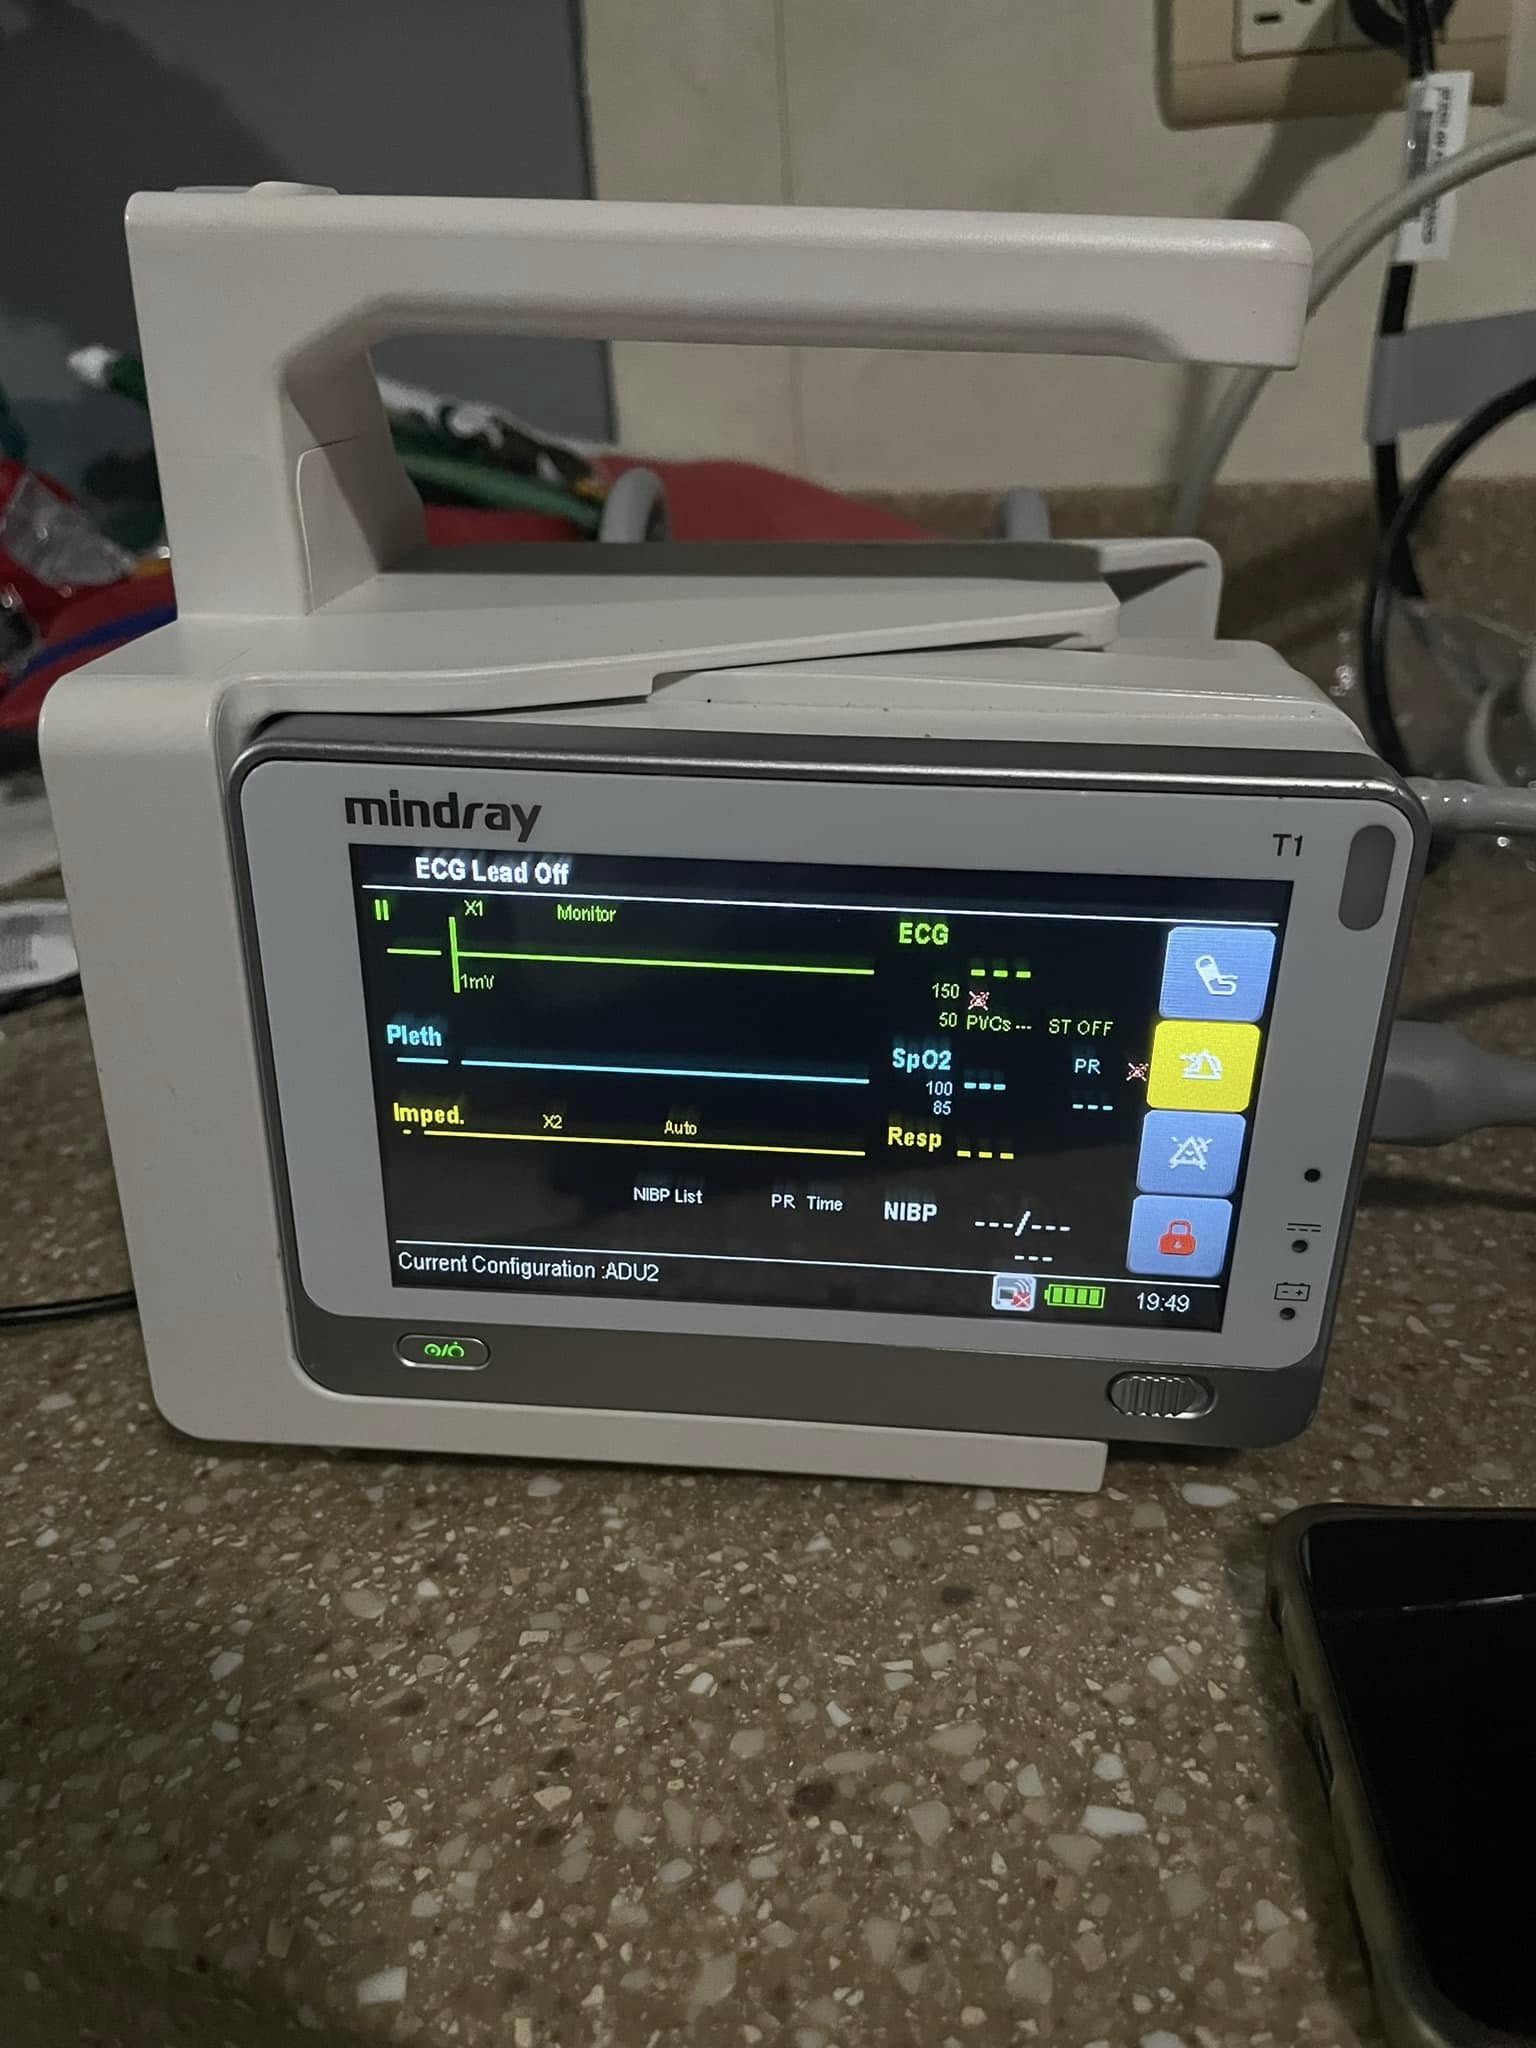 mindray
T1
ECG Lead Off
II X1 Monitor
1mV
ECG
---
150
50 PVCs --- ST OFF
Pleth
SpO2 PR
100 ---
85 ---
Imped. X2 Auto
Resp ---
NIBP List PR Time
NIBP ---/---
---
Current Configuration :ADU2
19:49